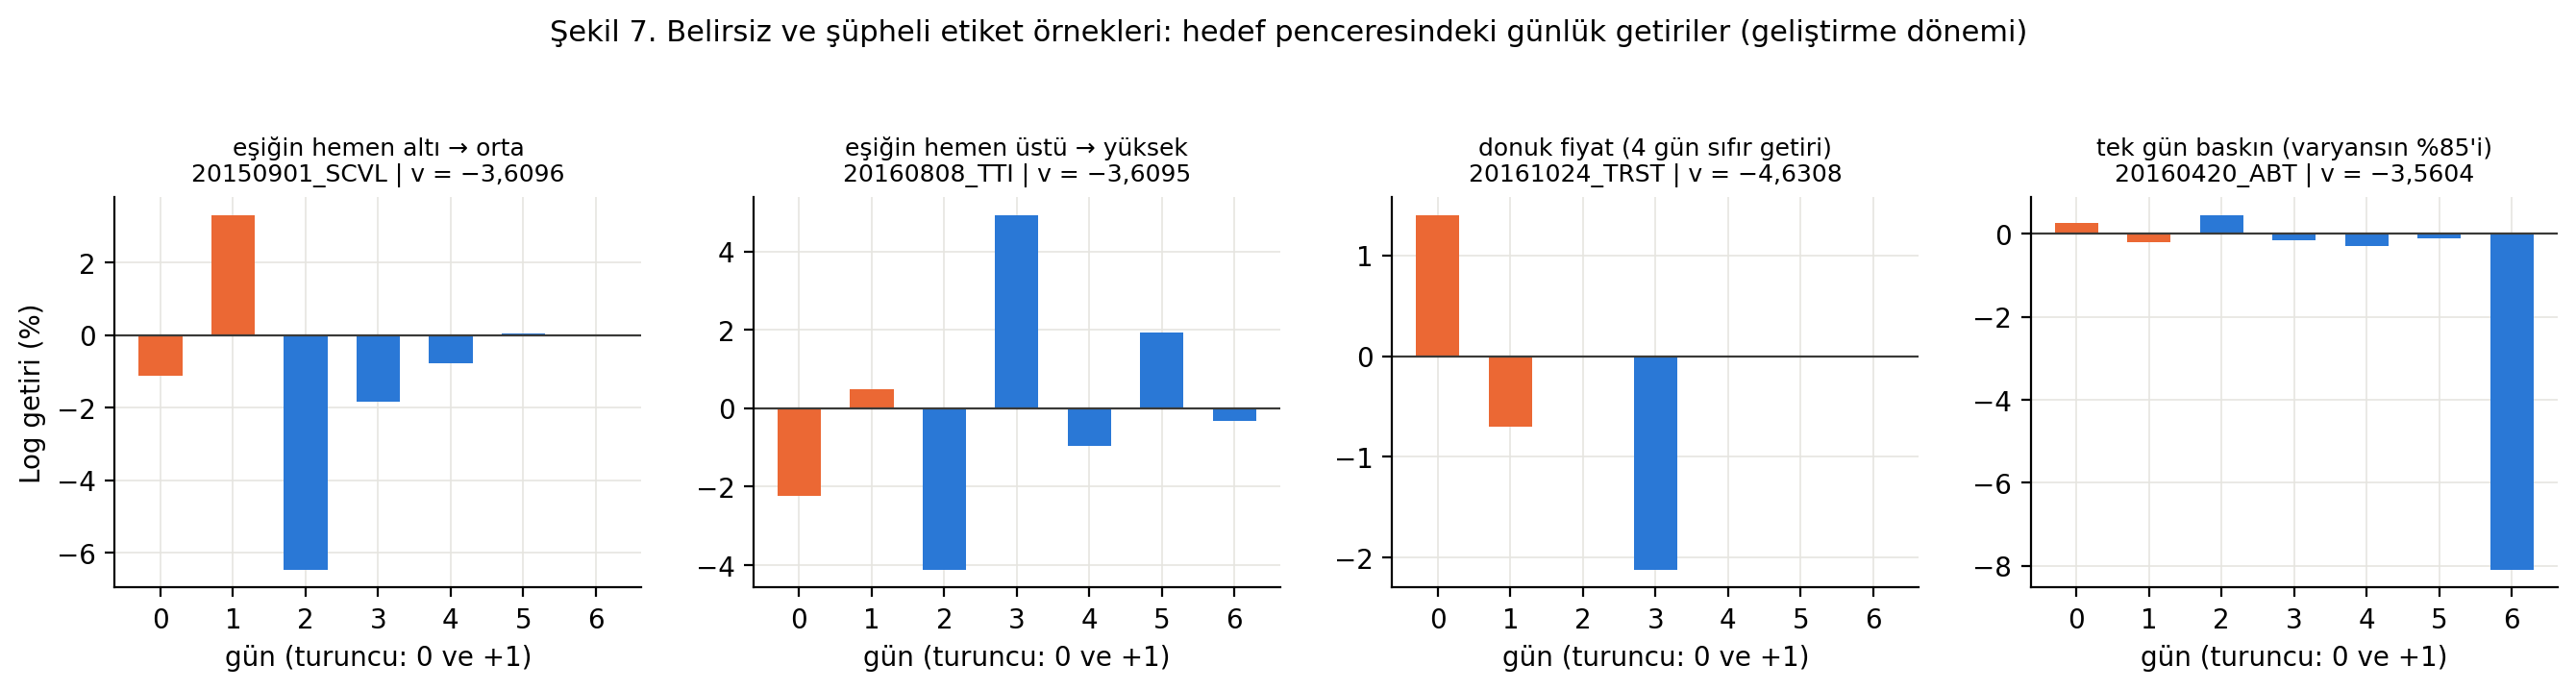 Şekil 7. Belirsiz ve şüpheli etiket örnekleri: hedef penceresindeki günlük getiriler (geliştirme dönemi)
eşiğin hemen altı → orta
20150901_SCVL | v = −3,6096
Log getiri (%)
2
0
−2
−4
−6
0 1 2 3 4 5 6
gün (turuncu: 0 ve +1)
eşiğin hemen üstü → yüksek
20160808_TTI | v = −3,6095
4
2
0
−2
−4
0 1 2 3 4 5 6
gün (turuncu: 0 ve +1)
donuk fiyat (4 gün sıfır getiri)
20161024_TRST | v = −4,6308
1
0
−1
−2
0 1 2 3 4 5 6
gün (turuncu: 0 ve +1)
tek gün baskın (varyansın %85'i)
20160420_ABT | v = −3,5604
0
−2
−4
−6
−8
0 1 2 3 4 5 6
gün (turuncu: 0 ve +1)